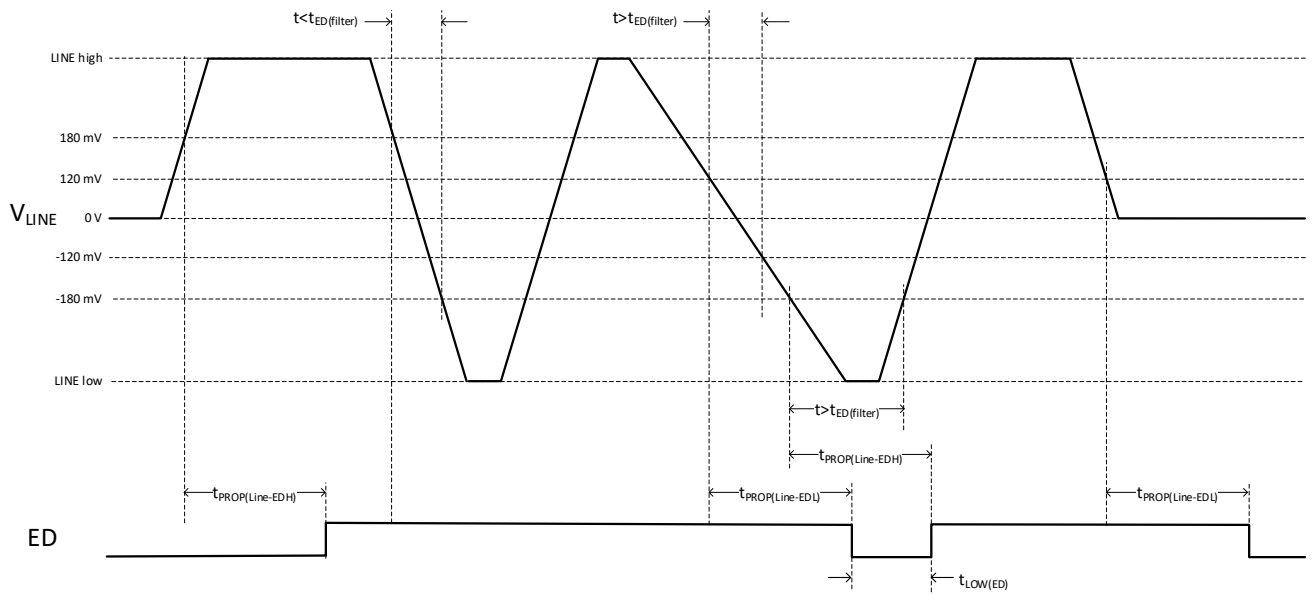 t<tED(filter)
t>tED(filter)
LINE high
180 mV
120 mV
VLINE
0 V
-120 mV
-180 mV
LINE low
t>tED(filter)
tPROP(Line-EDH)
tPROP(Line-EDH)
tPROP(Line-EDL)
tPROP(Line-EDL)
ED
tLOW(ED)